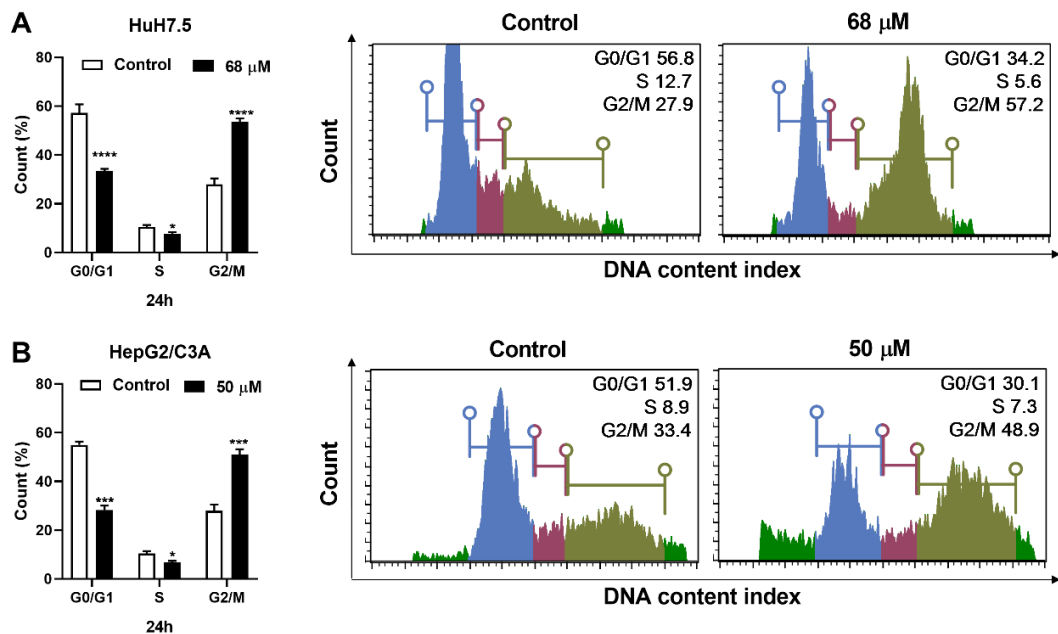 A
HuH7.5
Control 68 μM
Count (%)
80
60
40
20
0
**** * ****
G0/G1 S G2/M
24h
Control
G0/G1 56.8
S 12.7
G2/M 27.9
68 μM
G0/G1 34.2
S 5.6
G2/M 57.2
Count
DNA content index
B
HepG2/C3A
Control 50 μM
Count (%)
80
60
40
20
0
*** * ***
G0/G1 S G2/M
24h
Control
G0/G1 51.9
S 8.9
G2/M 33.4
50 μM
G0/G1 30.1
S 7.3
G2/M 48.9
Count
DNA content index